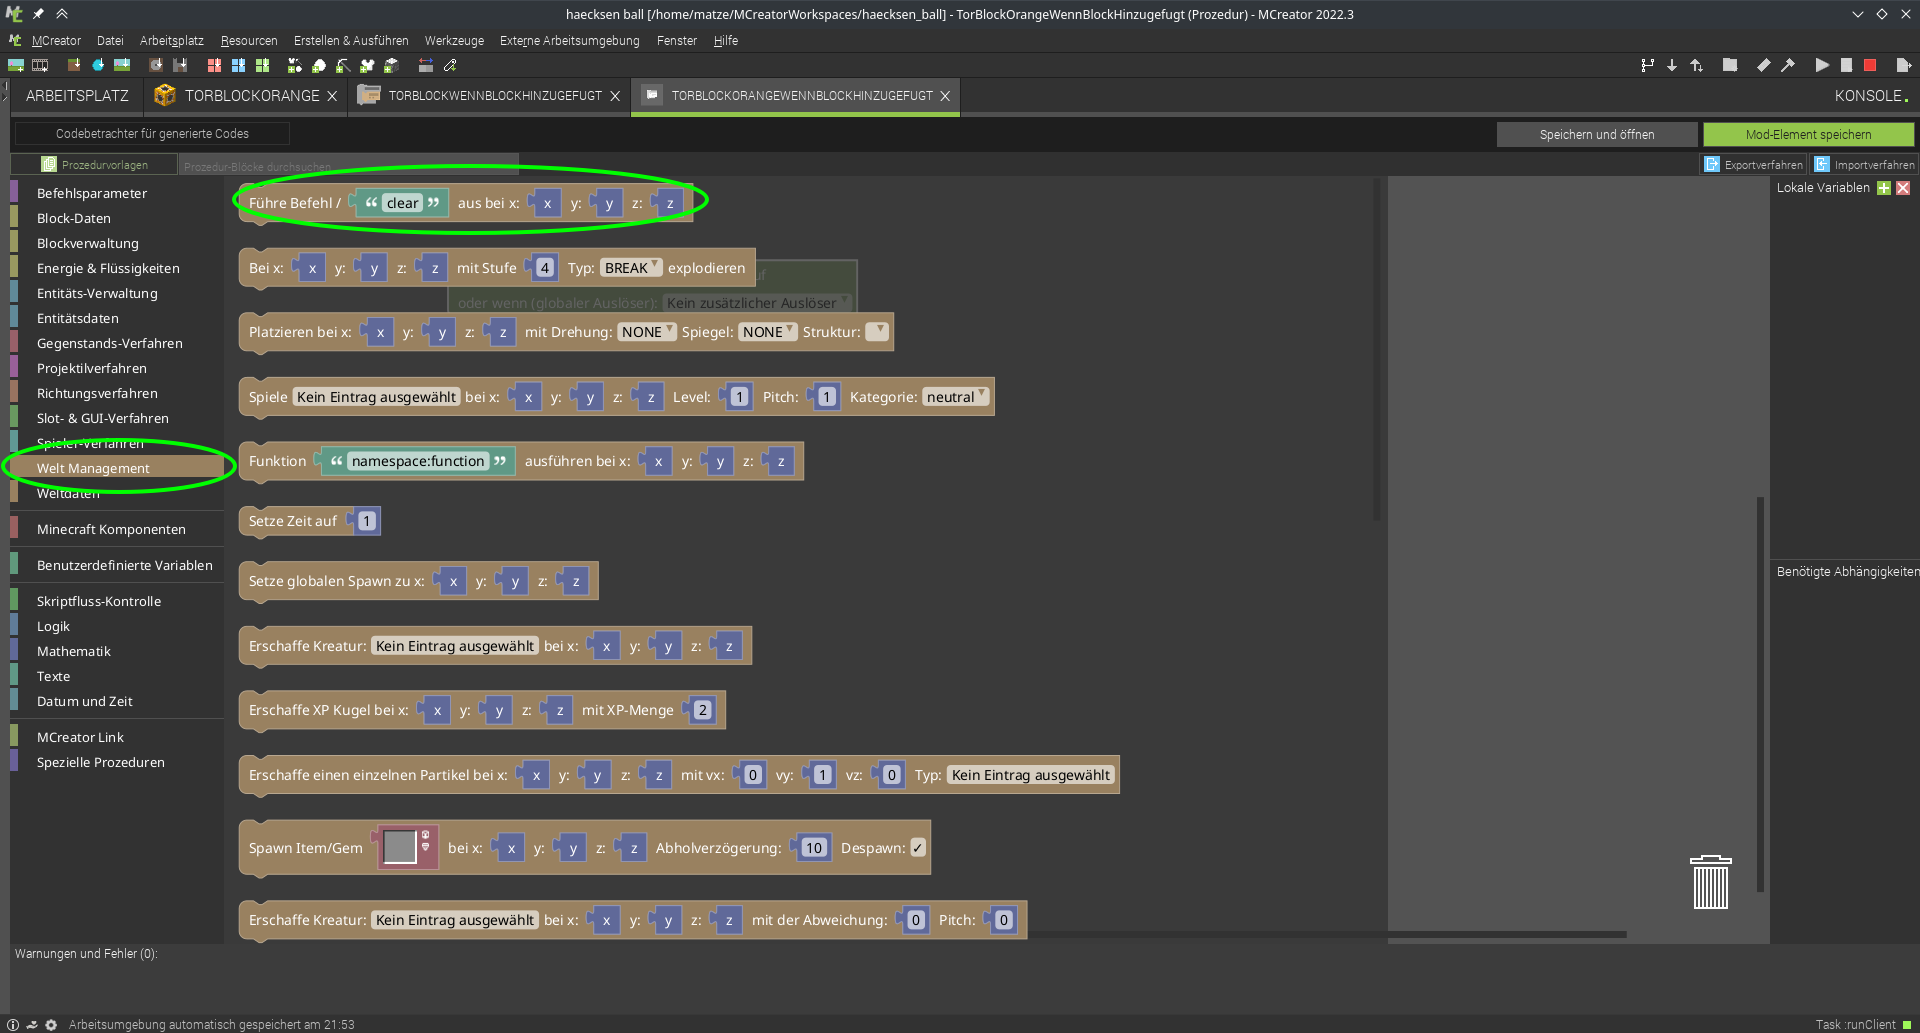 haecksen ball [/home/matze/MCreatorWorkspaces/haecksen_ball] - TorBlockOrangeWennBlockHinzugefugt (Prozedur) - MCreator 2022.3
MCreator Datei Arbeitsplatz Resourcen Erstellen & Ausführen Werkzeuge Externe Arbeitsumgebung Fenster Hilfe
ARBEITSPLATZ TORBLOCKORANGE TORBLOCKWENNBLOCKHINZUGEFUGT TORBLOCKORANGEWENNBLOCKHINZUGEFUGT KONSOLE.
Codebetrachter für generierte Codes Speichern und öffnen Mod-Element speichern
Prozedurvorlagen Prozedur-Blöcke durchsuchen Exportverfahren Importverfahren
Lokale Variablen
Benötigte Abhängigkeiten
Befehlsparameter
Block-Daten
Blockverwaltung
Energie & Flüssigkeiten
Entitäts-Verwaltung
Entitätsdaten
Gegenstands-Verfahren
Projektilverfahren
Richtungsverfahren
Slot- & GUI-Verfahren
Spieler-Verfahren
Welt Management
Weltdaten
Minecraft Komponenten
Benutzerdefinierte Variablen
Skriptfluss-Kontrolle
Logik
Mathematik
Texte
Datum und Zeit
MCreator Link
Spezielle Prozeduren
Führe Befehl / “ clear ” aus bei x: x y: y z: z
Bei x: x y: y z: z mit Stufe 4 Typ: BREAK explodieren
oder wenn (globaler Auslöser): Kein zusätzlicher Auslöser
Platzieren bei x: x y: y z: z mit Drehung: NONE Spiegel: NONE Struktur:
Spiele Kein Eintrag ausgewählt bei x: x y: y z: z Level: 1 Pitch: 1 Kategorie: neutral
Funktion “ namespace:function ” ausführen bei x: x y: y z: z
Setze Zeit auf 1
Setze globalen Spawn zu x: x y: y z: z
Erschaffe Kreatur: Kein Eintrag ausgewählt bei x: x y: y z: z
Erschaffe XP Kugel bei x: x y: y z: z mit XP-Menge 2
Erschaffe einen einzelnen Partikel bei x: x y: y z: z mit vx: 0 vy: 1 vz: 0 Typ: Kein Eintrag ausgewählt
Spawn Item/Gem bei x: x y: y z: z Abholverzögerung: 10 Despawn: ✓
Erschaffe Kreatur: Kein Eintrag ausgewählt bei x: x y: y z: z mit der Abweichung: 0 Pitch: 0
Warnungen und Fehler (0):
Arbeitsumgebung automatisch gespeichert am 21:53 Task :runClient